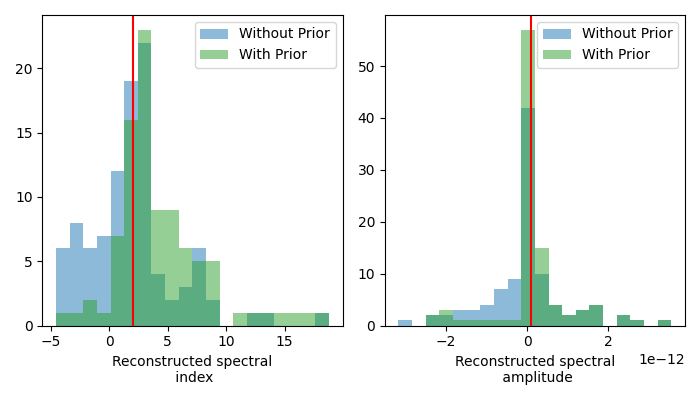 Without Prior
With Prior
20
15
10
5
0
−5
0
5
10
15
Reconstructed spectral
index
Without Prior
With Prior
50
40
30
20
10
0
−2
0
2
1e−12
Reconstructed spectral
amplitude